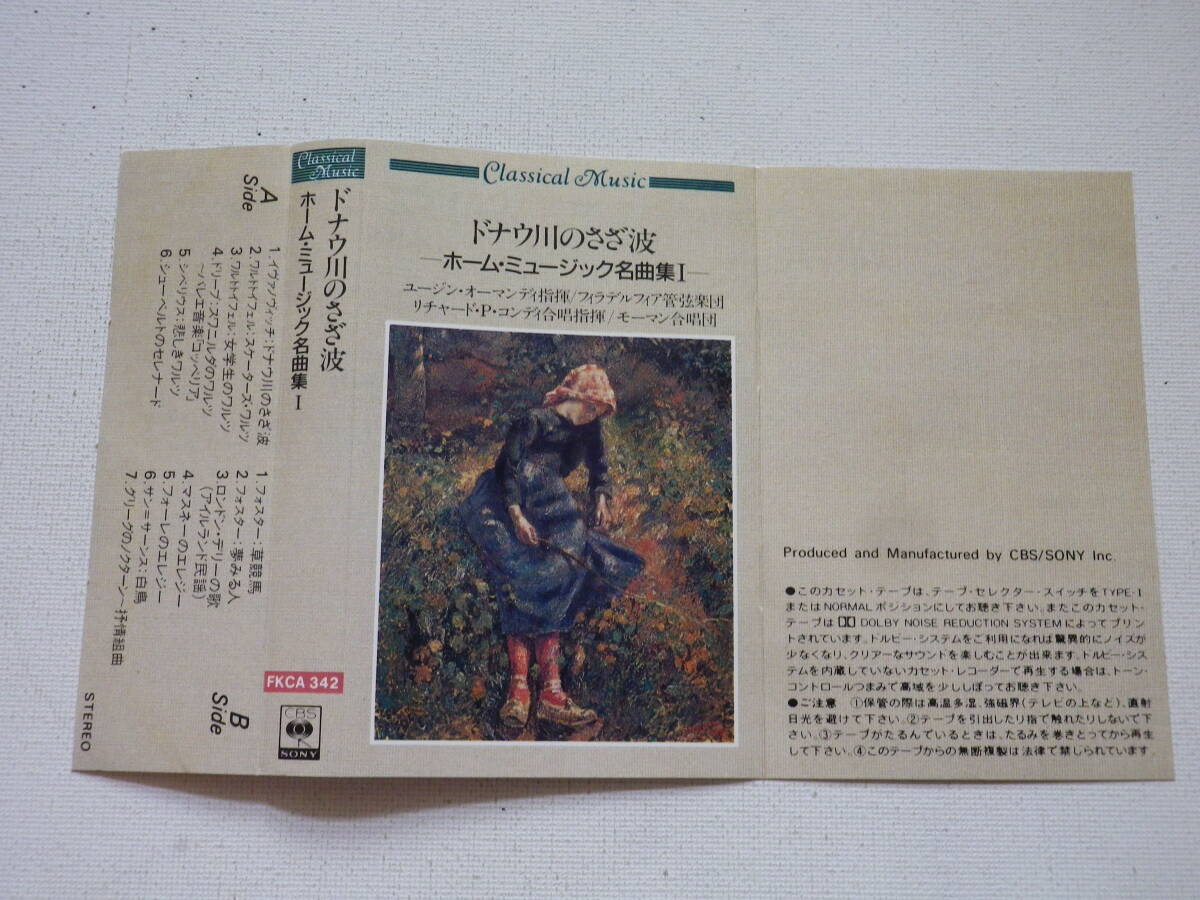 Classical Music
ドナウ川のさざ波
—ホーム・ミュージック名曲集I—
ユージン・オーマンディ指揮/フィラデルフィア管弦楽団
リチャード・P・コンディ合唱指揮/モーマン合唱団
Classical
Music
ドナウ川のさざ波
ホーム・ミュージック名曲集 I
FKCA 342
CBS
SONY
A
Side
1. イヴァンヴィッチ:ドナウ川のさざ波
2. ワルトイフェル:スケーターズ・ワルツ
3. ワルトイフェル:女学生のワルツ
4. ドリーブ:スワニルダのワルツ
〜バレエ音楽「コッペリア」
5. シベリウス:悲しきワルツ
6. シューベルトのセレナード
B
Side
1. フォスター:草競馬
2. フォスター:夢みる人
3. ロンドン・デリーの歌
(アイルランド民謡)
4. マスネーのエレジー
5. フォーレのエレジー
6. サン=サーンス:白鳥
7. グリーグのノクターン〜抒情組曲
STEREO
Produced and Manufactured by CBS/SONY Inc.
●このカセット・テープは、テープ・セレクター・スイッチをTYPE・I
またはNORMALポジションにしてお聴き下さい。またこのカセット・
テープは DOLBY NOISE REDUCTION SYSTEMによってプリン
トされています。ドルビー・システムをご利用になれば驚異的にノイズが
少なくなり、クリアーなサウンドを楽しむことが出来ます。ドルビー・シス
テムを内蔵していないカセット・レコーダーで再生する場合は、トーン・
コントロールつまみで高域を少ししぼってお聴き下さい。
●ご注意 ①保管の際は高温多湿、強磁界(テレビの上など)、直射
日光を避けて下さい。②テープを引出したり指で触れたりしないで下
さい。③テープがたるんでいるときは、たるみを巻きとってから再生
して下さい。④このテープからの無断複製は法律で禁じられています。